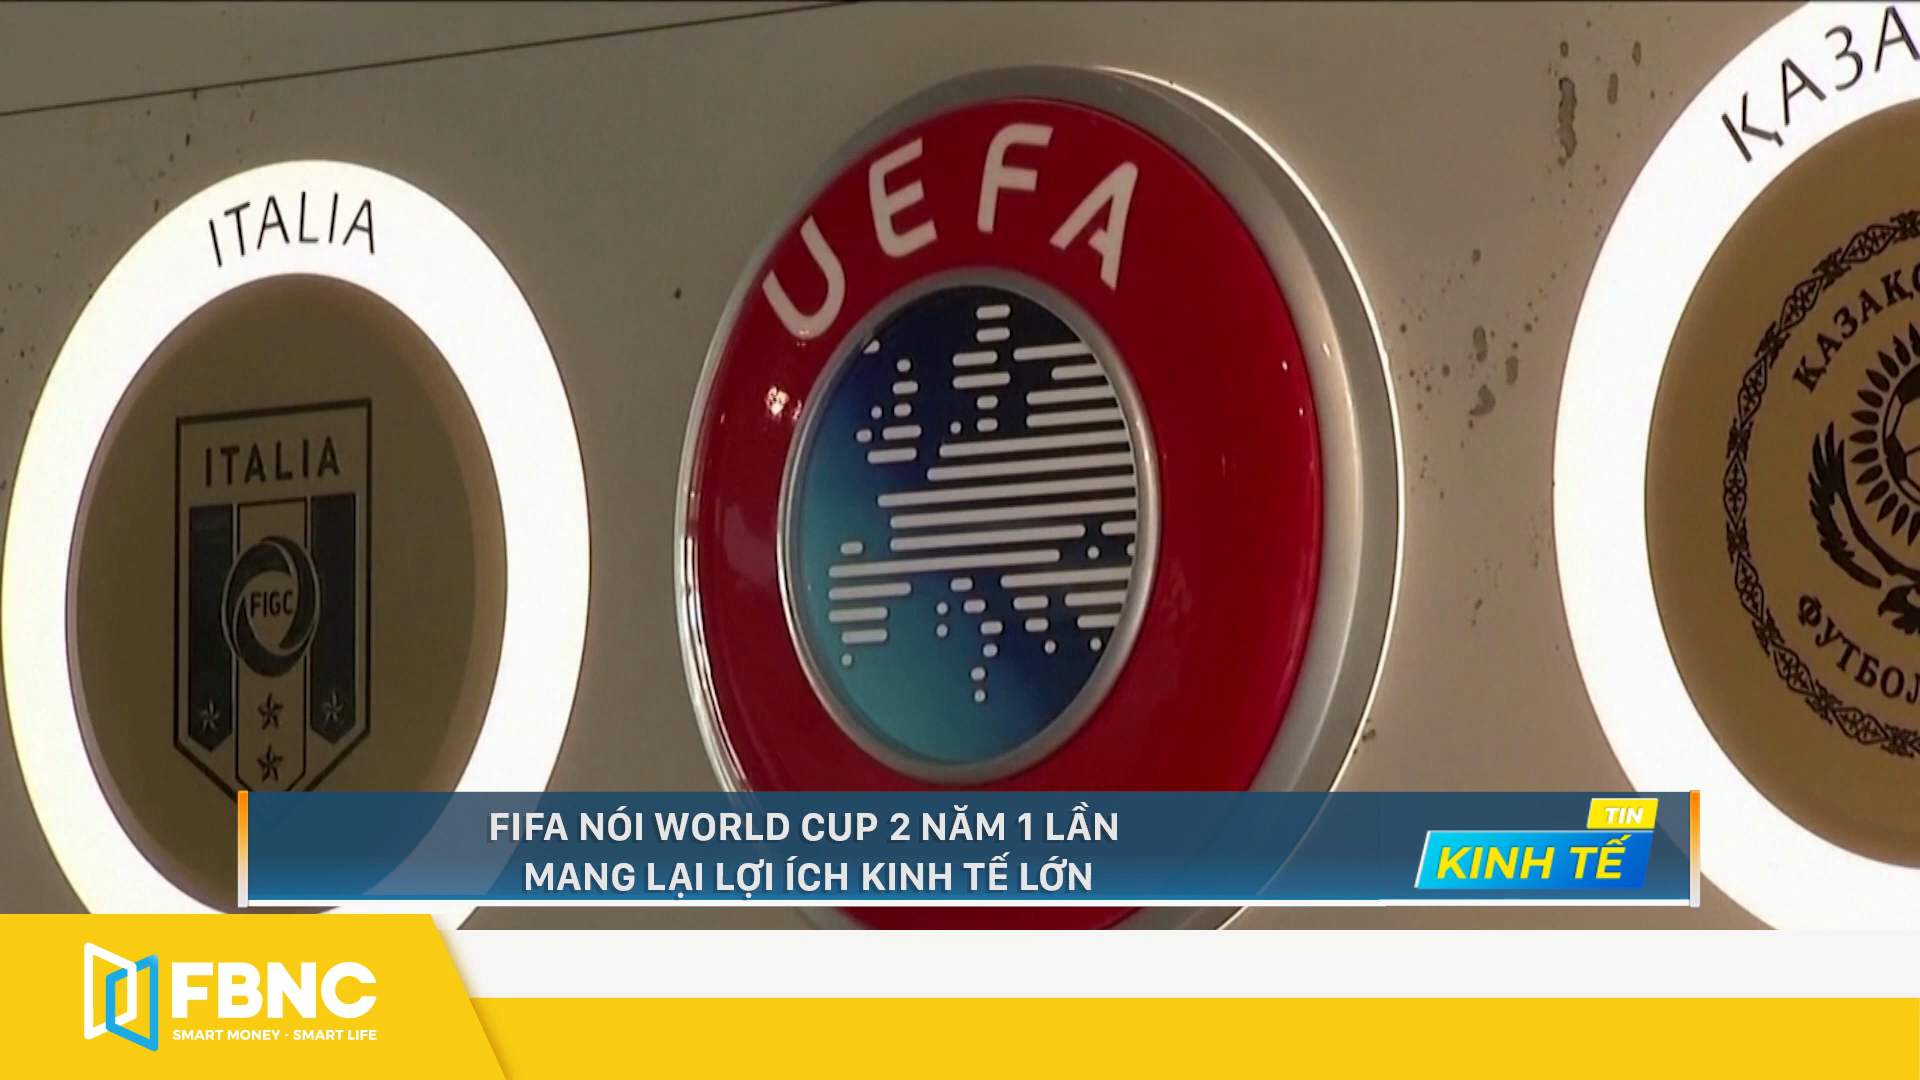 ITALIA
ITALIA
FIGC
UEFA
ҚАЗА
ҚАЗАҚ
ФУТБОЛ
FIFA NÓI WORLD CUP 2 NĂM 1 LẦN
MANG LẠI LỢI ÍCH KINH TẾ LỚN
TIN
KINH TẾ
FBNC
SMART MONEY - SMART LIFE